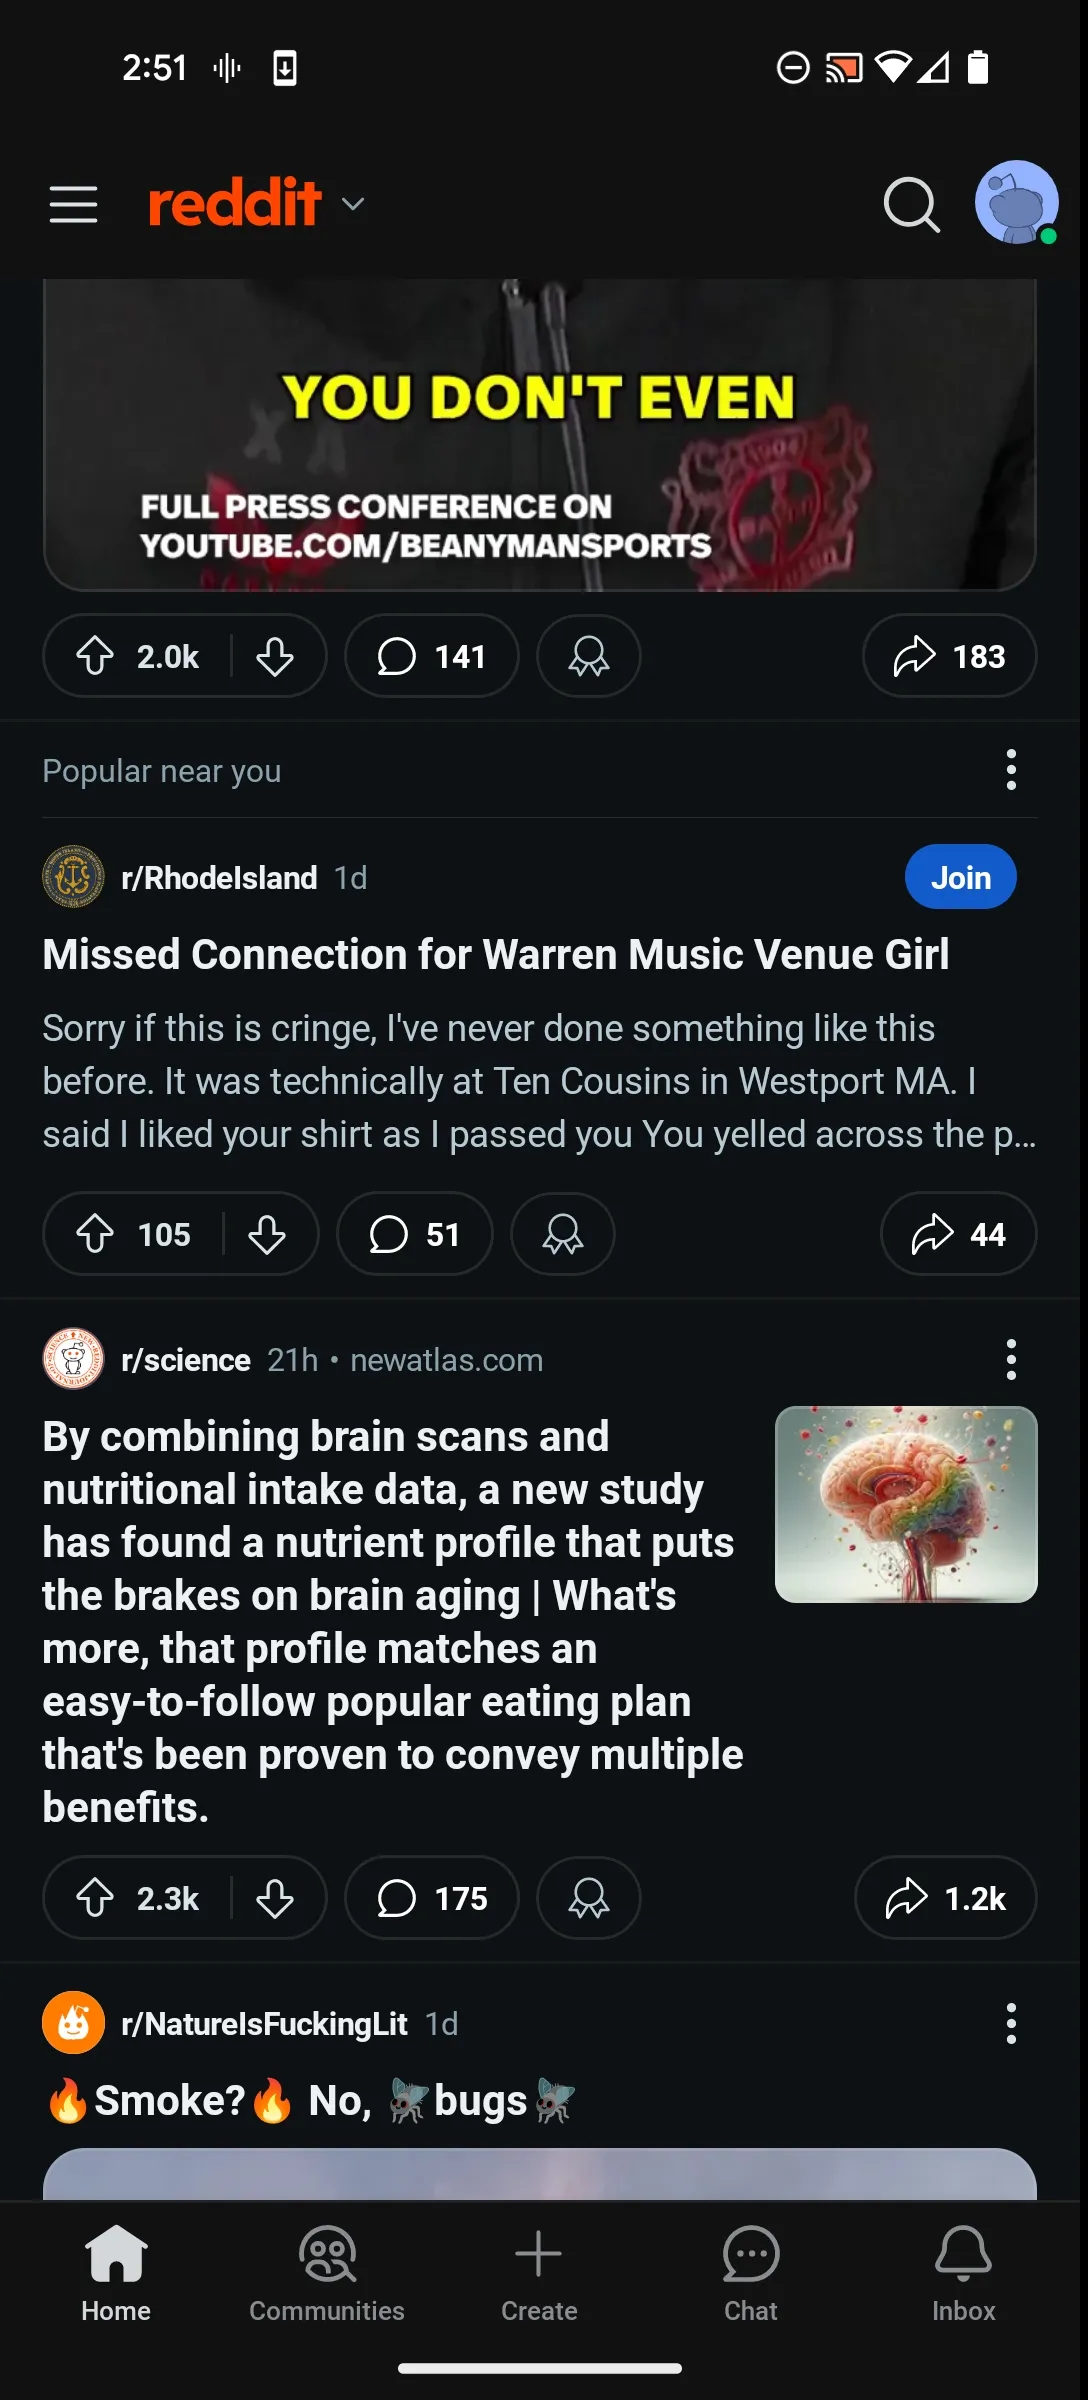 2:51
reddit
YOU DON'T EVEN
FULL PRESS CONFERENCE ON
YOUTUBE.COM/BEANYMANSPORTS
2.0k
141
183
Popular near you
r/RhodeIsland 1d
Join
Missed Connection for Warren Music Venue Girl
Sorry if this is cringe, I've never done something like this
before. It was technically at Ten Cousins in Westport MA. I
said I liked your shirt as I passed you You yelled across the p...
105
51
44
r/science 21h • newatlas.com
By combining brain scans and
nutritional intake data, a new study
has found a nutrient profile that puts
the brakes on brain aging | What's
more, that profile matches an
easy-to-follow popular eating plan
that's been proven to convey multiple
benefits.
2.3k
175
1.2k
r/NatureIsFuckingLit 1d
🔥Smoke?🔥 No, 🪰bugs🪰
Home
Communities
Create
Chat
Inbox